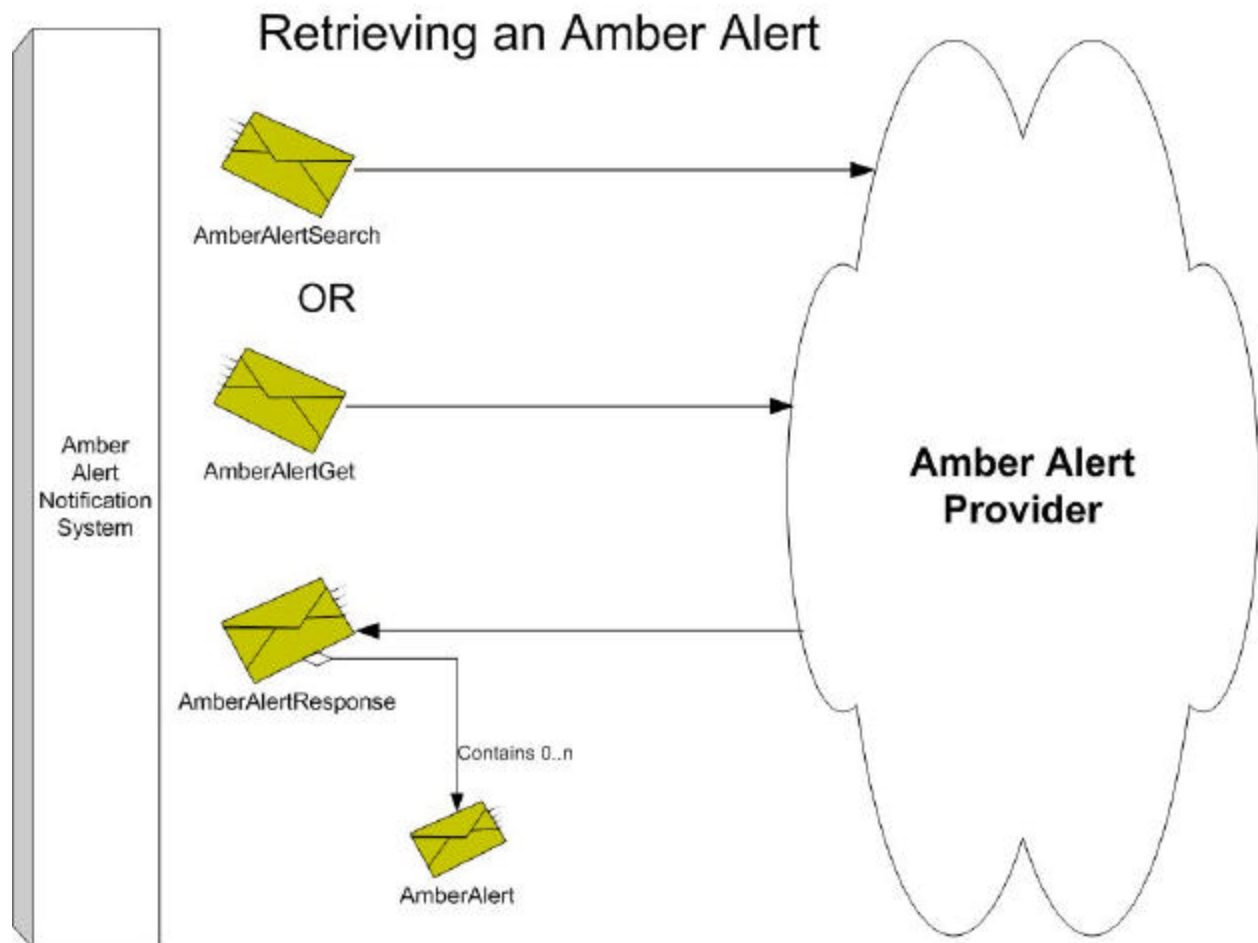 Retrieving an Amber Alert
AmberAlertSearch
OR
AmberAlertGet
Amber
Alert
Notification
System
Amber Alert
Provider
AmberAlertResponse
Contains 0..n
AmberAlert